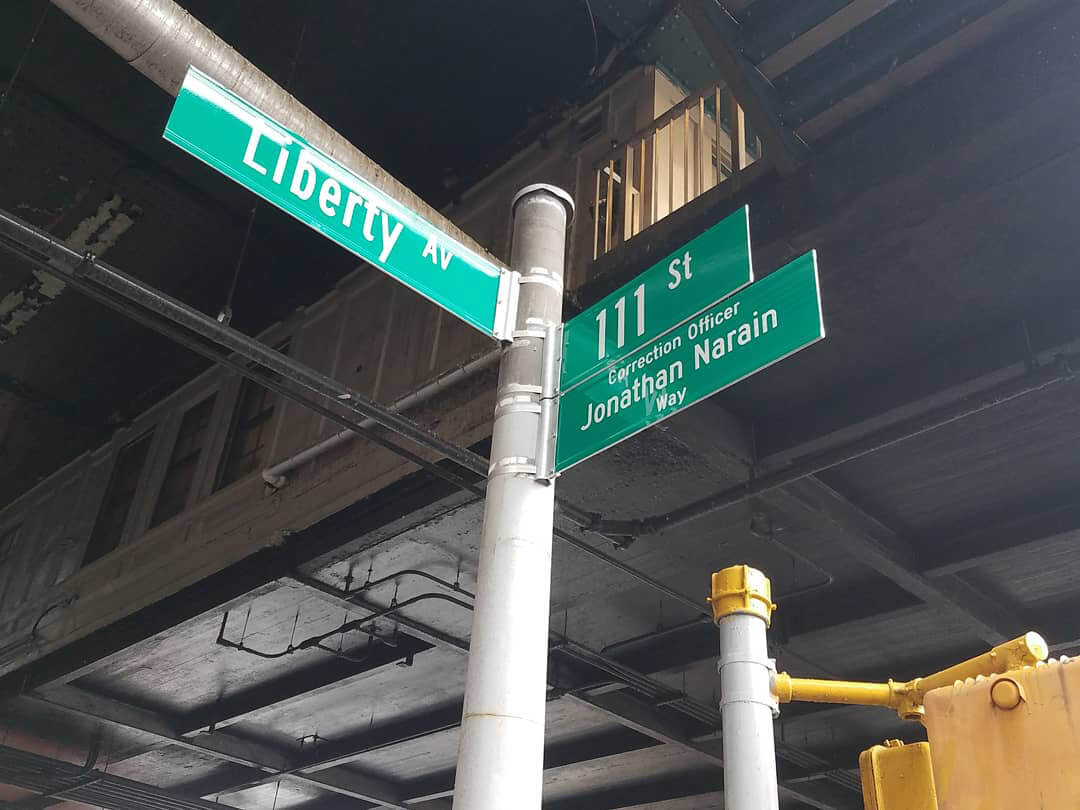 Liberty Av
111 St
Correction Officer
Jonathan Narain
Way